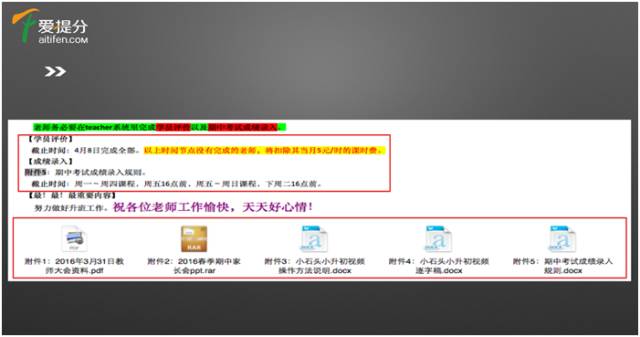 爱提分
aitifen.COM
老师务必要在teacher系统里完成学员评价以及期中考试成绩录入。
【学员评价】
截止时间：4月8日完成全部。以上时间节点没有完成的老师，将扣除其当月5元/时的课时费。
【成绩录入】
附件5：期中考试成绩录入规则。
截止时间：周一～周四课程，周五16点前、周五－周日课程、下周二16点前。
【最！最！最重要内容】
努力做好升班工作。祝各位老师工作愉快，天天好心情！
附件1：2016年3月31日教师大会资料.pdf
附件2：2016春季期中家长会ppt.rar
附件3：小石头小升初视频操作方法说明.docx
附件4：小石头小升初视频逐字稿.docx
附件5：期中考试成绩录入规则.docx